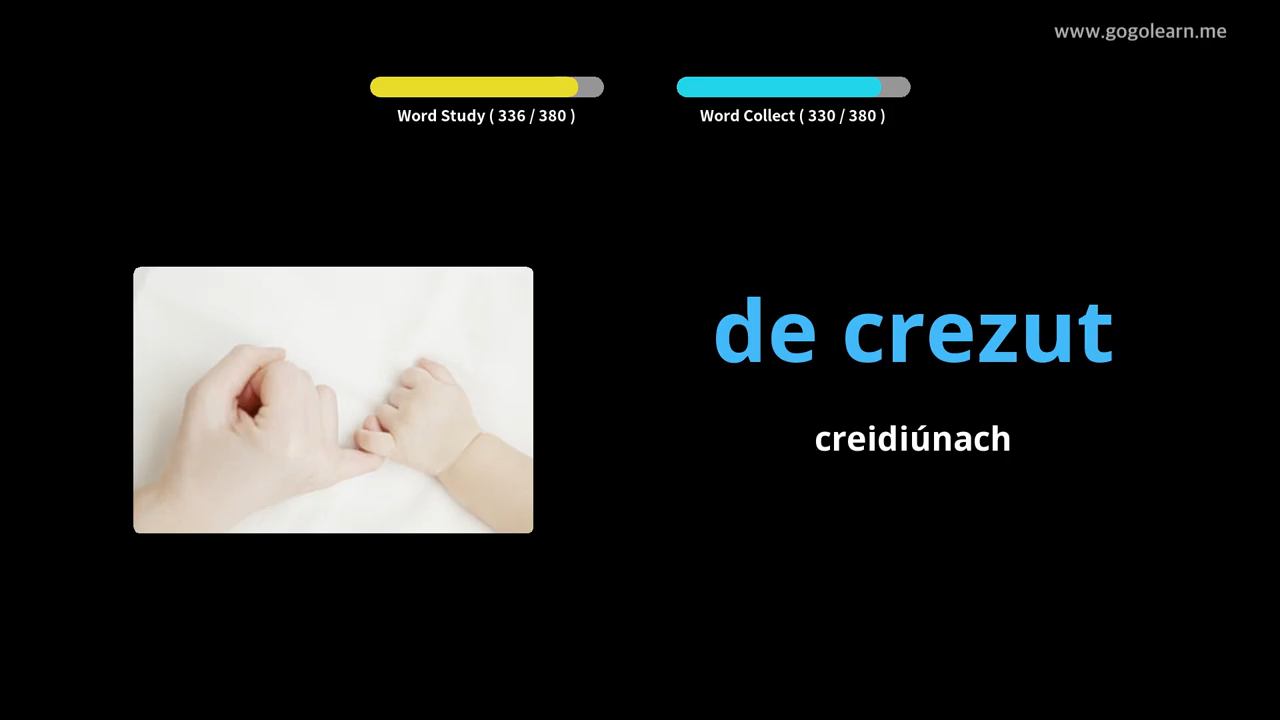 www.gogolearn.me
Word Study ( 336 / 380 )
Word Collect ( 330 / 380 )
de crezut
creidiúnach